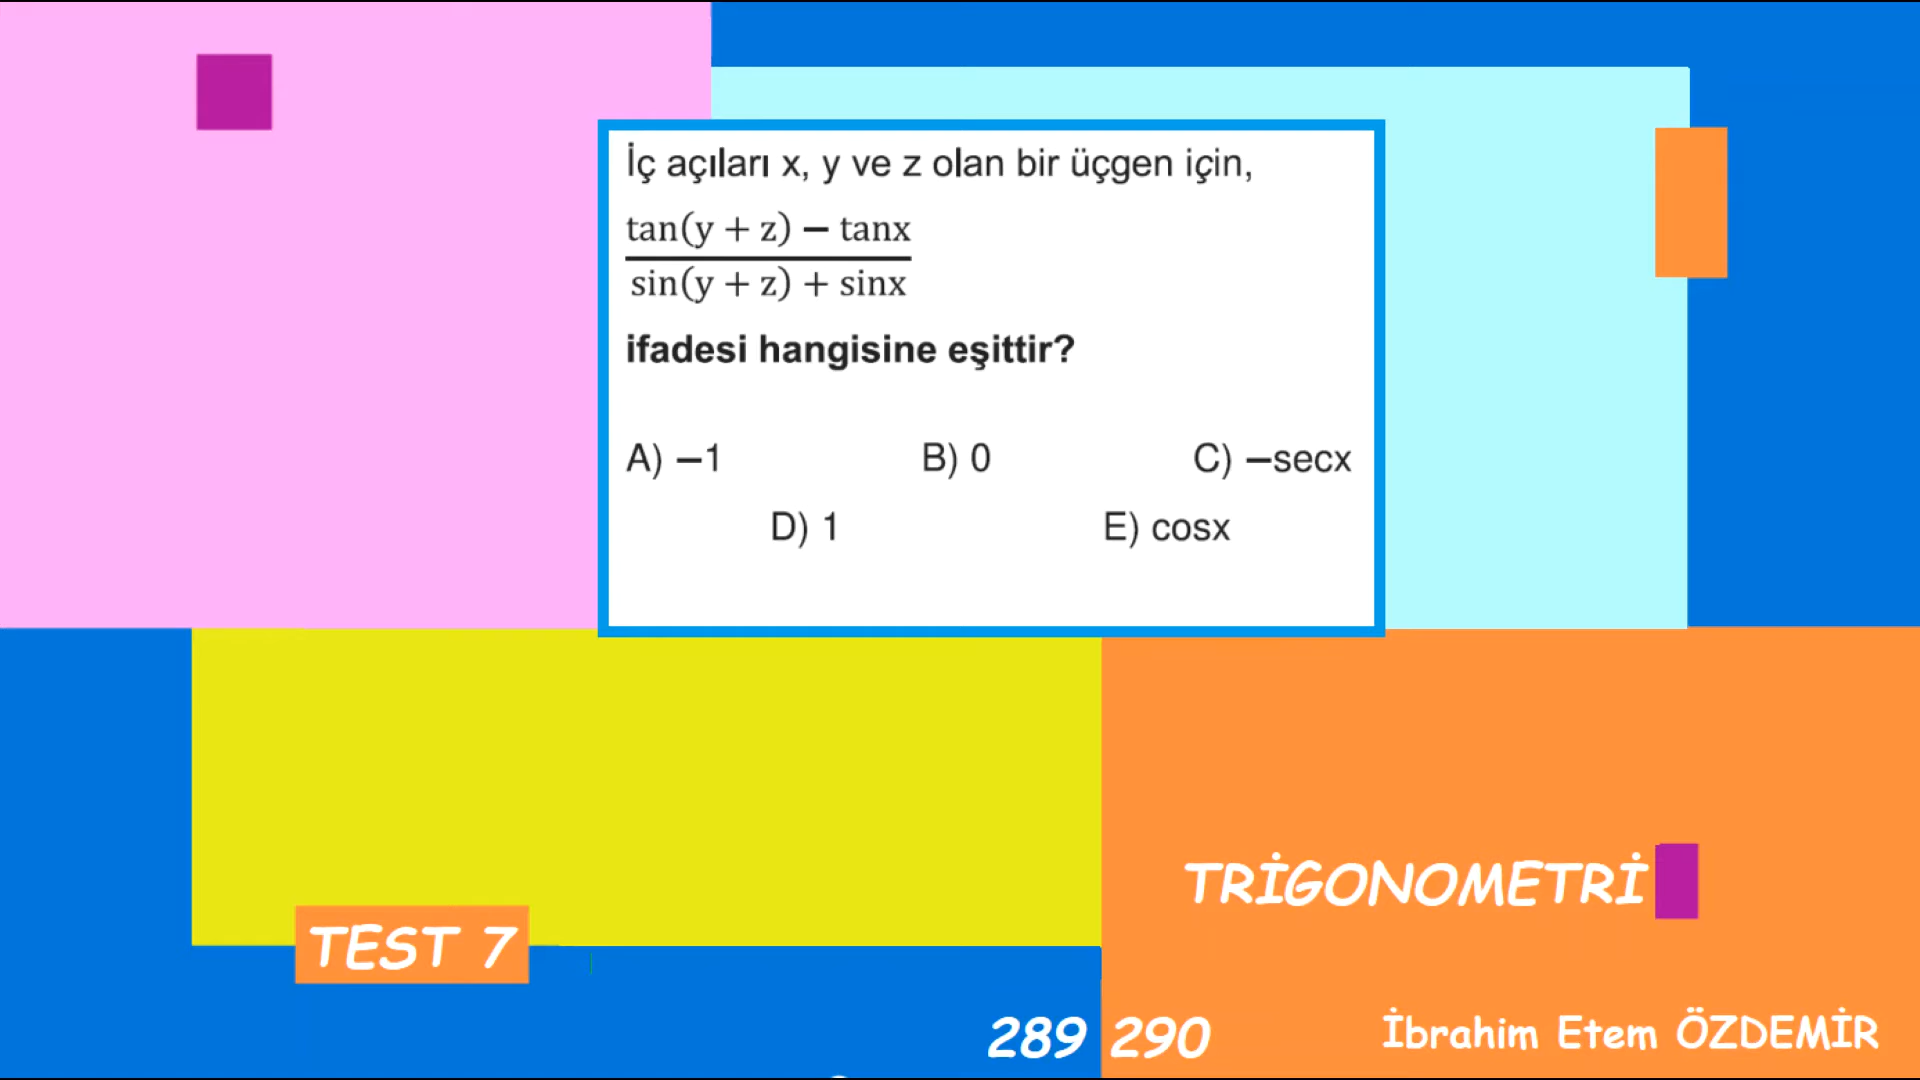 İç açıları x, y ve z olan bir üçgen için,
tan(y + z) − tanx
sin(y + z) + sinx
ifadesi hangisine eşittir?
A) −1 B) 0 C) −secx
D) 1 E) cosx
TRİGONOMETRİ
TEST 7
289 290
İbrahim Etem ÖZDEMİR